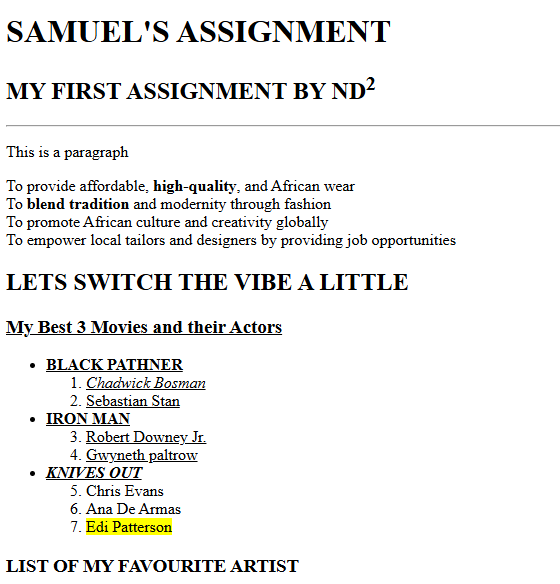 SAMUEL'S ASSIGNMENT
MY FIRST ASSIGNMENT BY ND²
This is a paragraph
To provide affordable, high-quality, and African wear
To blend tradition and modernity through fashion
To promote African culture and creativity globally
To empower local tailors and designers by providing job opportunities
LETS SWITCH THE VIBE A LITTLE
My Best 3 Movies and their Actors
• BLACK PATHNER
1. Chadwick Bosman
2. Sebastian Stan
• IRON MAN
3. Robert Downey Jr.
4. Gwyneth paltrow
• KNIVES OUT
5. Chris Evans
6. Ana De Armas
7. Edi Patterson
LIST OF MY FAVOURITE ARTIST